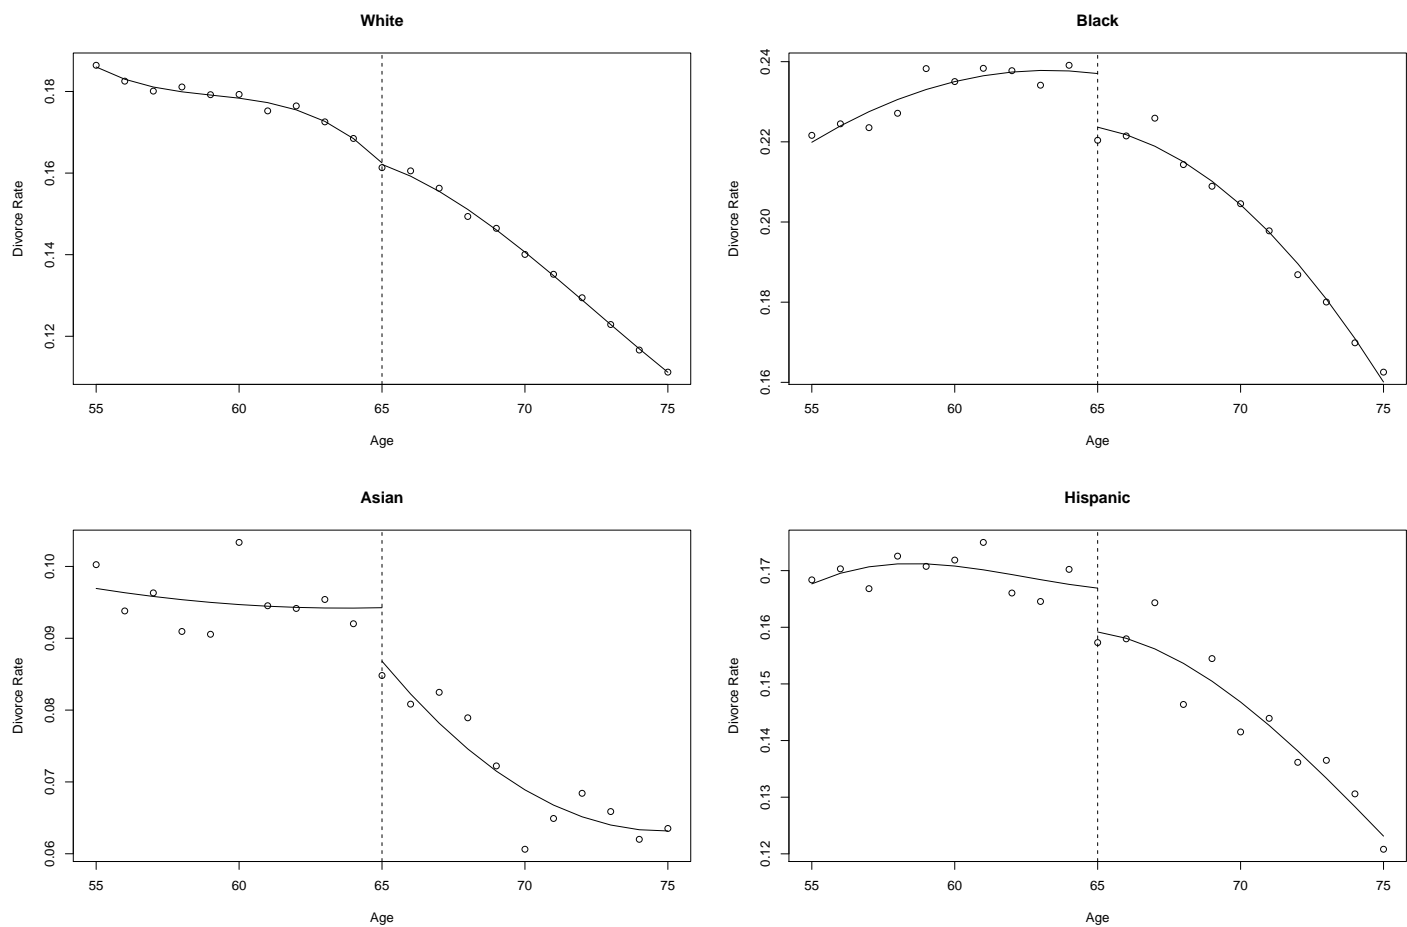 White
Divorce Rate
0.18
0.16
0.14
0.12
55 60 65 70 75
Age
Black
Divorce Rate
0.24
0.22
0.20
0.18
0.16
55 60 65 70 75
Age
Asian
Divorce Rate
0.10
0.09
0.08
0.07
0.06
55 60 65 70 75
Age
Hispanic
Divorce Rate
0.17
0.16
0.15
0.14
0.13
0.12
55 60 65 70 75
Age